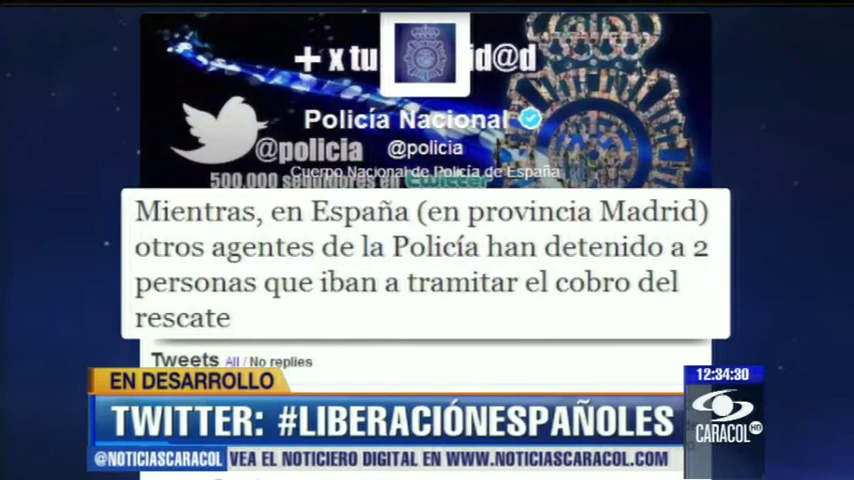 + x tu id@d
Policía Nacional
@policia @policia
Cuerpo Nacional de Policía de España
500.000 seguidores en twitter
Mientras, en España (en provincia Madrid)
otros agentes de la Policía han detenido a 2
personas que iban a tramitar el cobro del
rescate
Tweets All / No replies
EN DESARROLLO
12:34:30
TWITTER: #LIBERACIÓNESPAÑOLES
CARACOL HD
@NOTICIASCARACOL VEA EL NOTICIERO DIGITAL EN WWW.NOTICIASCARACOL.COM